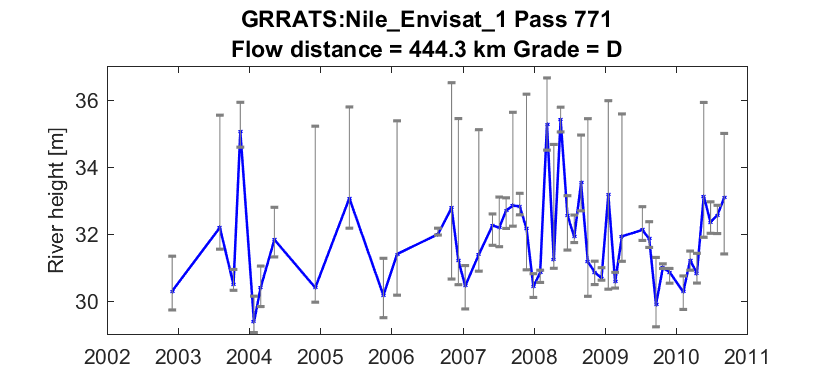 GRRATS:Nile_Envisat_1 Pass 771
Flow distance = 444.3 km Grade = D
River height [m]
36
34
32
30
2002 2003 2004 2005 2006 2007 2008 2009 2010 2011